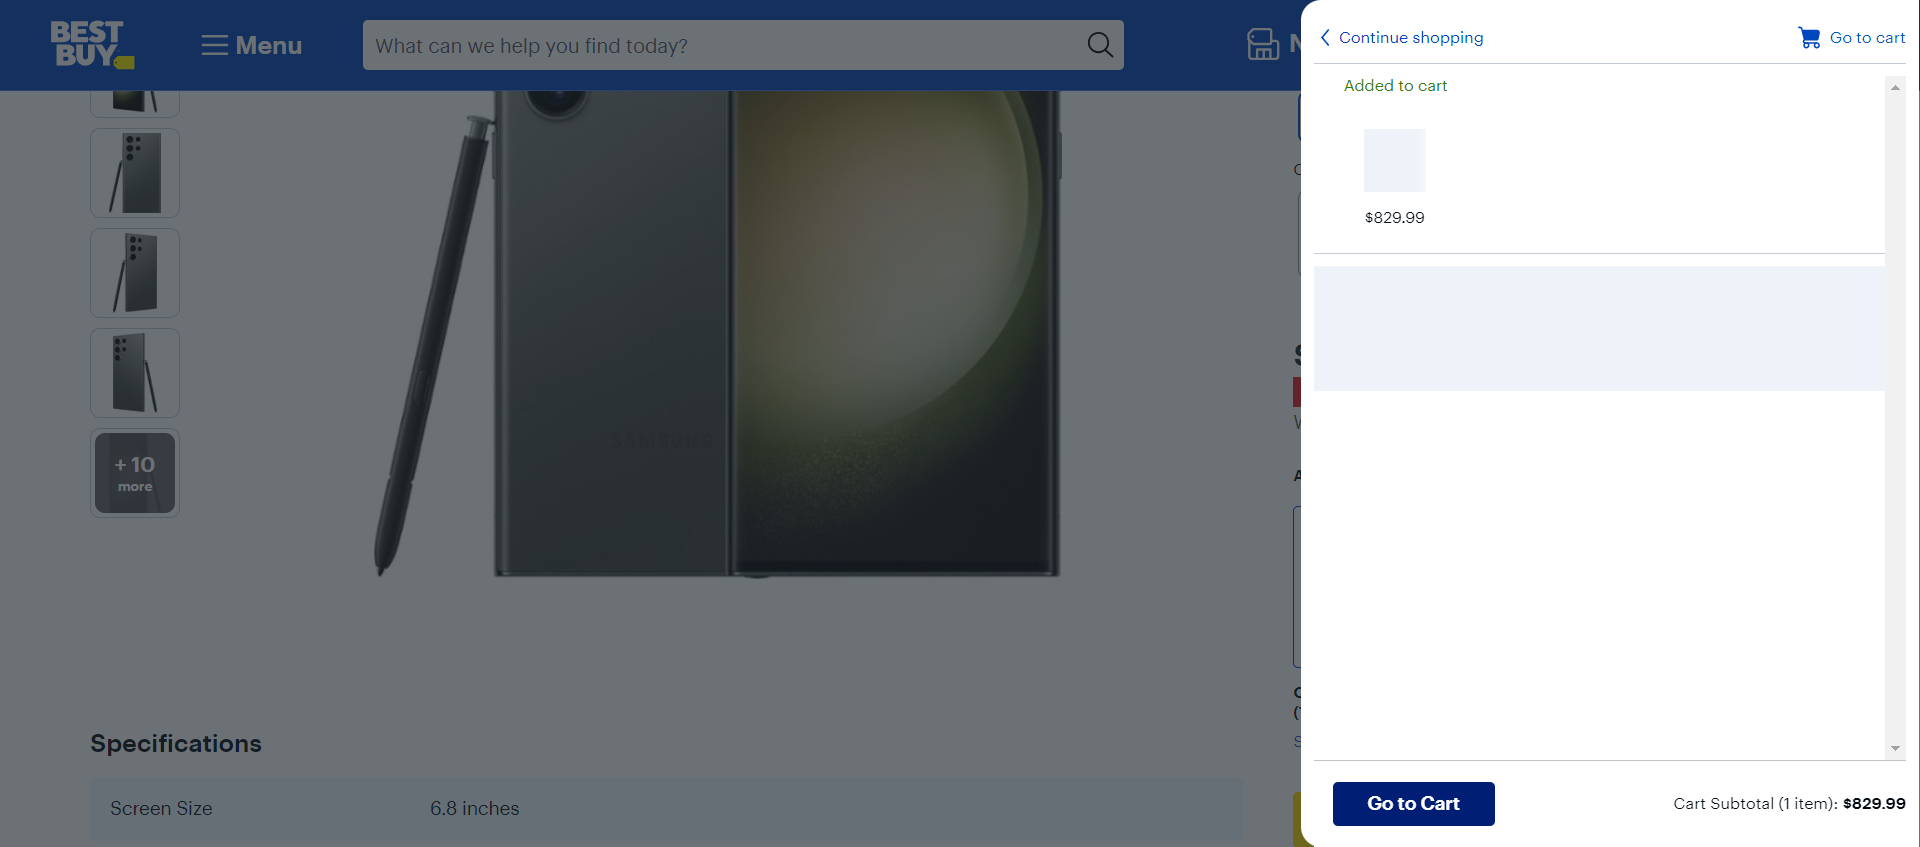 BEST
BUY
Menu
What can we help you find today?
N
Continue shopping
Go to cart
Added to cart
$829.99
SAMSUNG
+ 10
more
Specifications
Screen Size
6.8 inches
Go to Cart
Cart Subtotal (1 item): $829.99